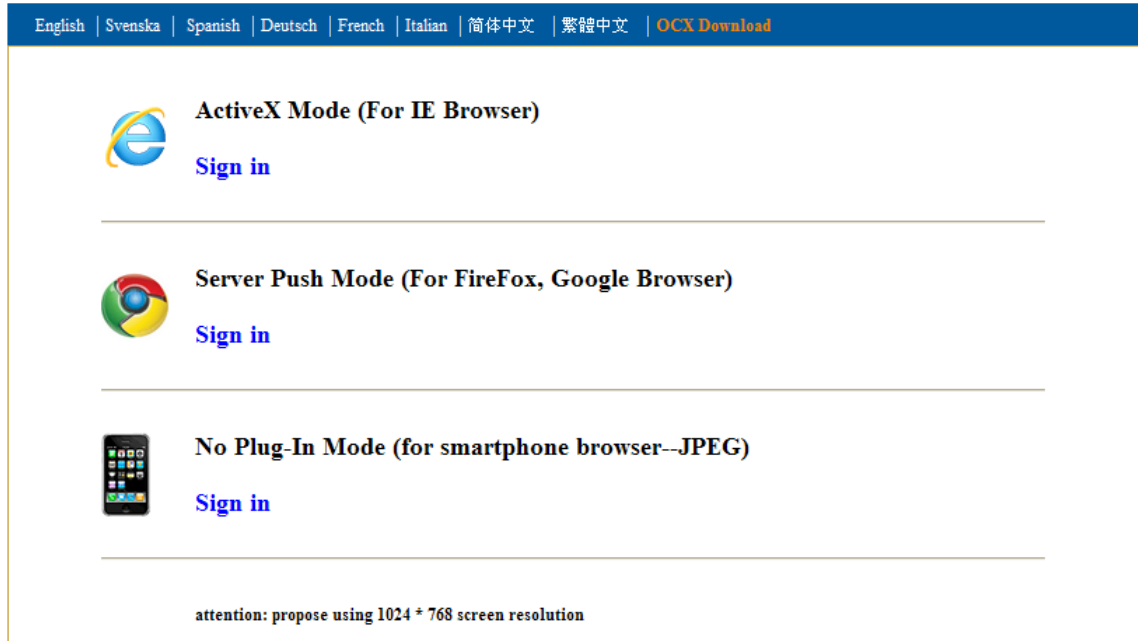 English | Svenska | Spanish | Deutsch | French | Italian | 简体中文 | 繁體中文 | OCX Download
ActiveX Mode (For IE Browser)
Sign in
Server Push Mode (For FireFox, Google Browser)
Sign in
No Plug-In Mode (for smartphone browser--JPEG)
Sign in
attention: propose using 1024 * 768 screen resolution